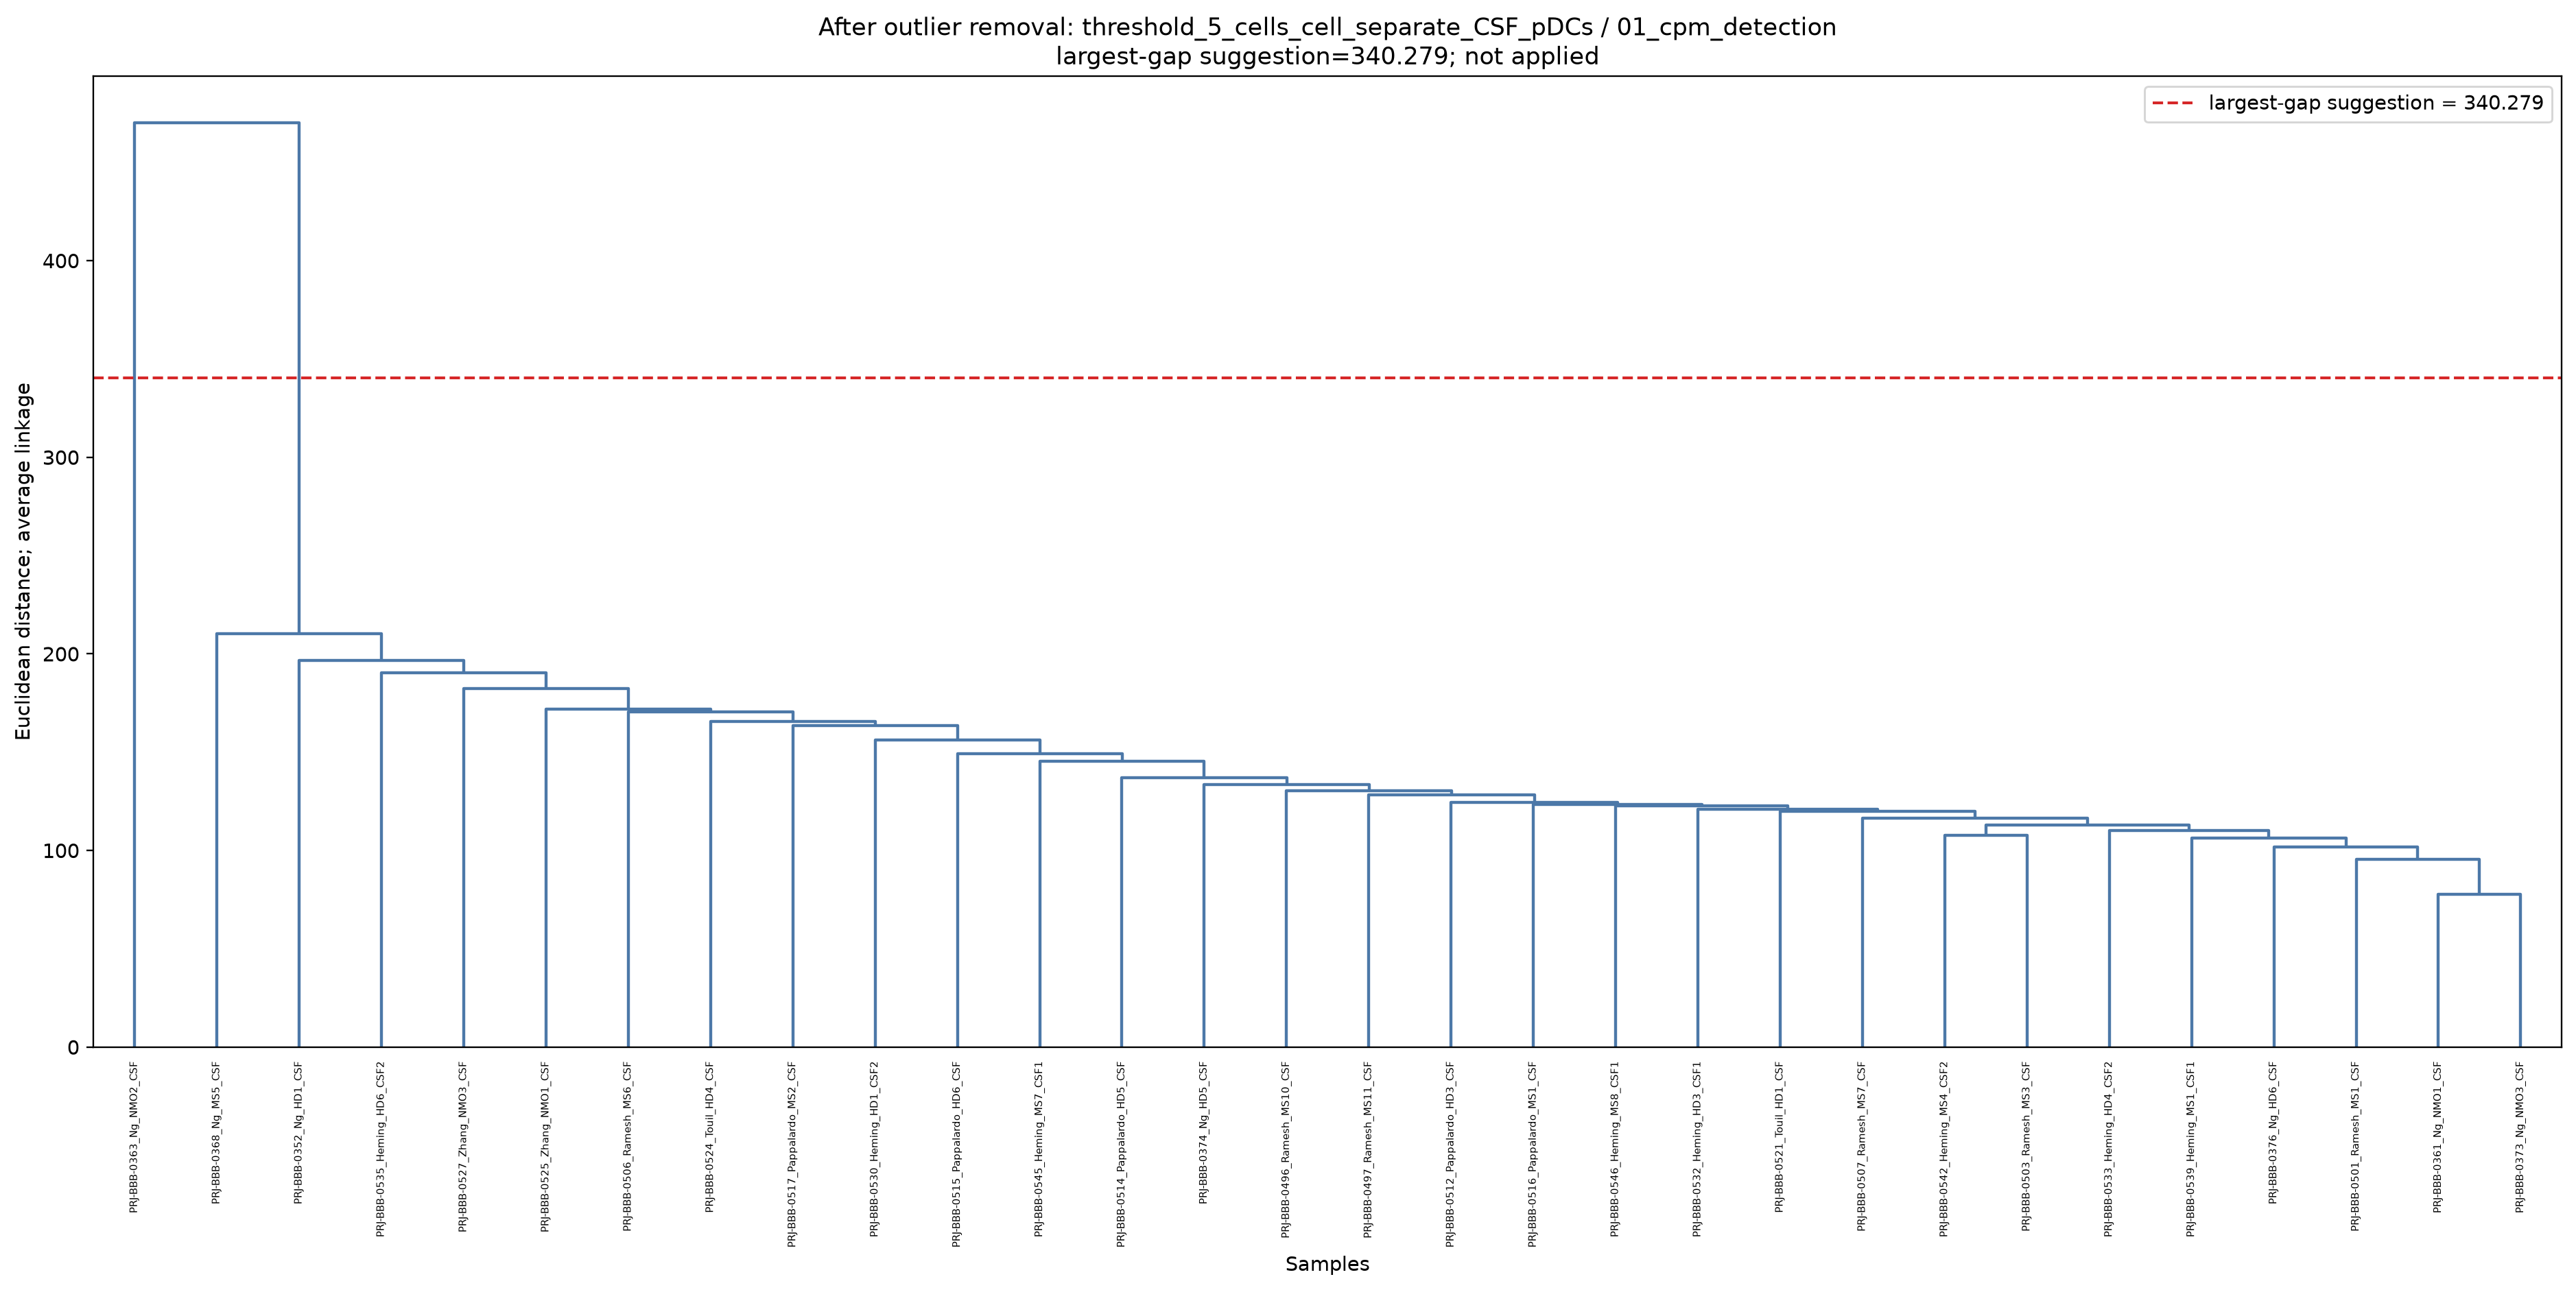 After outlier removal: threshold_5_cells_cell_separate_CSF_pDCs / 01_cpm_detection
largest-gap suggestion=340.279; not applied
largest-gap suggestion = 340.279
Euclidean distance; average linkage
400
300
200
100
0
PRJ-BBB-0363_Ng_NMO2_CSF
PRJ-BBB-0368_Ng_MS5_CSF
PRJ-BBB-0352_Ng_HD1_CSF
PRJ-BBB-0535_Heming_HD6_CSF2
PRJ-BBB-0527_Zhang_NMO3_CSF
PRJ-BBB-0525_Zhang_NMO1_CSF
PRJ-BBB-0506_Ramesh_MS6_CSF
PRJ-BBB-0524_Touil_HD4_CSF
PRJ-BBB-0517_Pappalardo_MS2_CSF
PRJ-BBB-0530_Heming_HD1_CSF2
PRJ-BBB-0515_Pappalardo_HD6_CSF
PRJ-BBB-0545_Heming_MS7_CSF1
PRJ-BBB-0514_Pappalardo_HD5_CSF
PRJ-BBB-0374_Ng_HD5_CSF
PRJ-BBB-0496_Ramesh_MS10_CSF
PRJ-BBB-0497_Ramesh_MS11_CSF
PRJ-BBB-0512_Pappalardo_HD3_CSF
PRJ-BBB-0516_Pappalardo_MS1_CSF
PRJ-BBB-0546_Heming_MS8_CSF1
PRJ-BBB-0532_Heming_HD3_CSF1
PRJ-BBB-0521_Touil_HD1_CSF
PRJ-BBB-0507_Ramesh_MS7_CSF
PRJ-BBB-0542_Heming_MS4_CSF2
PRJ-BBB-0503_Ramesh_MS3_CSF
PRJ-BBB-0533_Heming_HD4_CSF2
PRJ-BBB-0539_Heming_MS1_CSF1
PRJ-BBB-0376_Ng_HD6_CSF
PRJ-BBB-0501_Ramesh_MS1_CSF
PRJ-BBB-0361_Ng_NMO1_CSF
PRJ-BBB-0373_Ng_NMO3_CSF
Samples